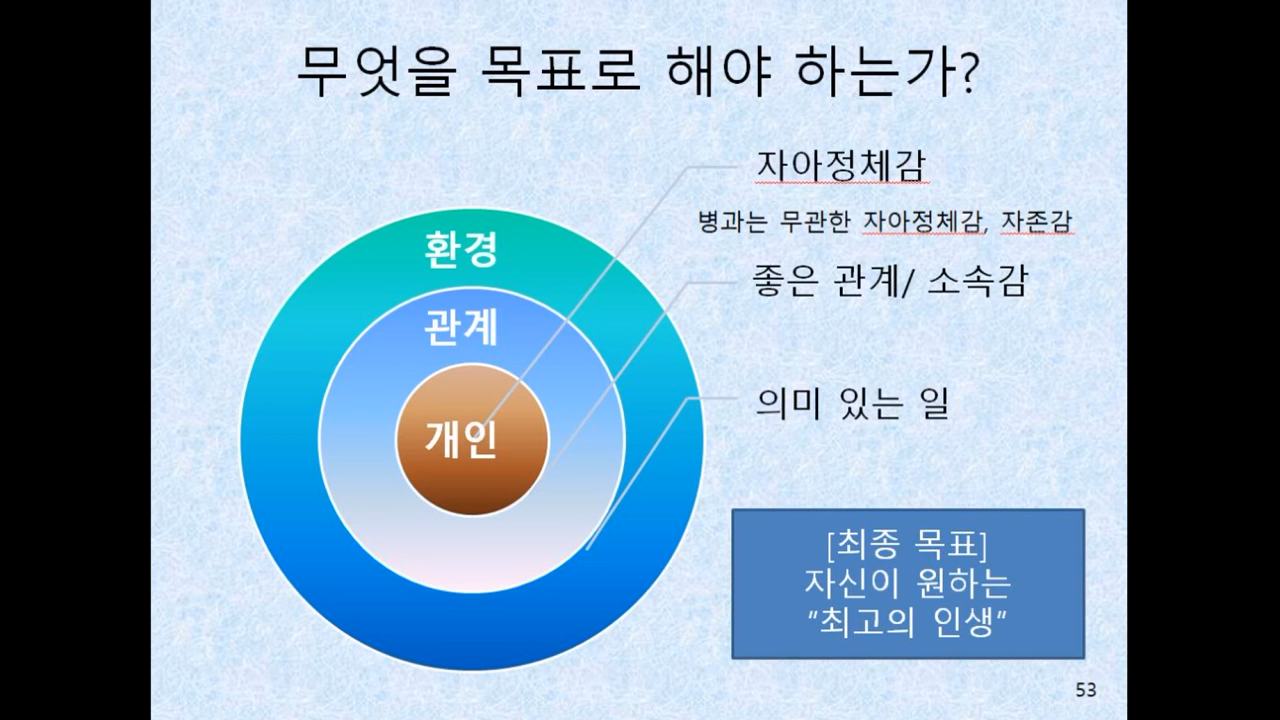 무엇을 목표로 해야 하는가?
자아정체감
병과는 무관한 자아정체감, 자존감
좋은 관계/ 소속감
의미 있는 일
환경
관계
개인
[최종 목표]
자신이 원하는
"최고의 인생"
53